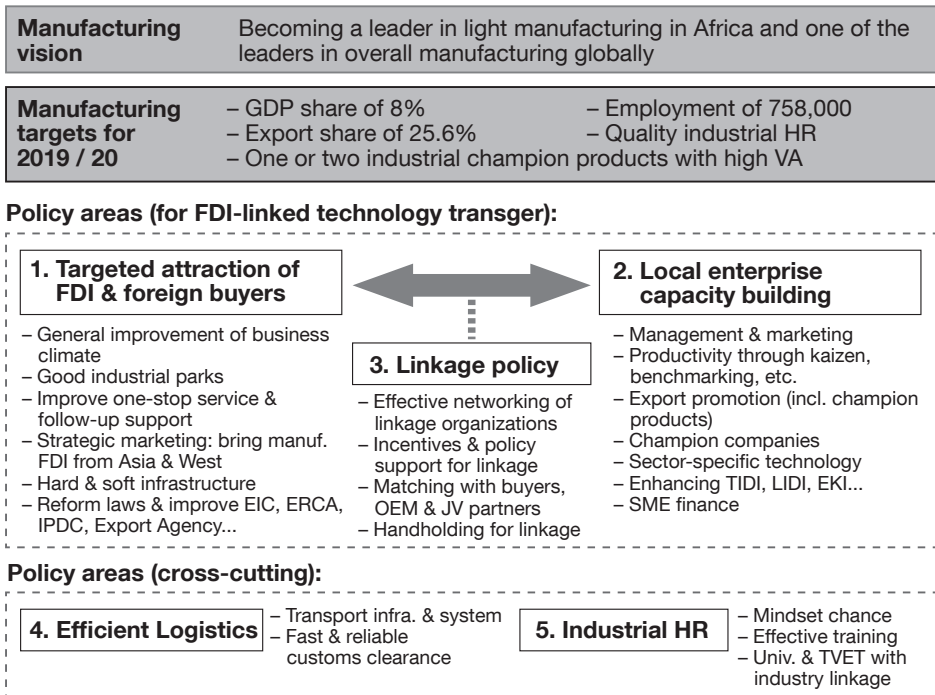 Manufacturing vision
Becoming a leader in light manufacturing in Africa and one of the
leaders in overall manufacturing globally
Manufacturing targets for 2019 / 20
– GDP share of 8%
– Export share of 25.6%
– One or two industrial champion products with high VA
– Employment of 758,000
– Quality industrial HR
Policy areas (for FDI-linked technology transger):
1. Targeted attraction of
FDI & foreign buyers
– General improvement of business
climate
– Good industrial parks
– Improve one-stop service &
follow-up support
– Strategic marketing: bring manuf.
FDI from Asia & West
– Hard & soft infrastructure
– Reform laws & improve EIC, ERCA,
IPDC, Export Agency...
3. Linkage policy
– Effective networking of
linkage organizations
– Incentives & policy
support for linkage
– Matching with buyers,
OEM & JV partners
– Handholding for linkage
2. Local enterprise
capacity building
– Management & marketing
– Productivity through kaizen,
benchmarking, etc.
– Export promotion (incl. champion
products)
– Champion companies
– Sector-specific technology
– Enhancing TIDI, LIDI, EKI...
– SME finance
Policy areas (cross-cutting):
4. Efficient Logistics
– Transport infra. & system
– Fast & reliable
customs clearance
5. Industrial HR
– Mindset chance
– Effective training
– Univ. & TVET with
industry linkage